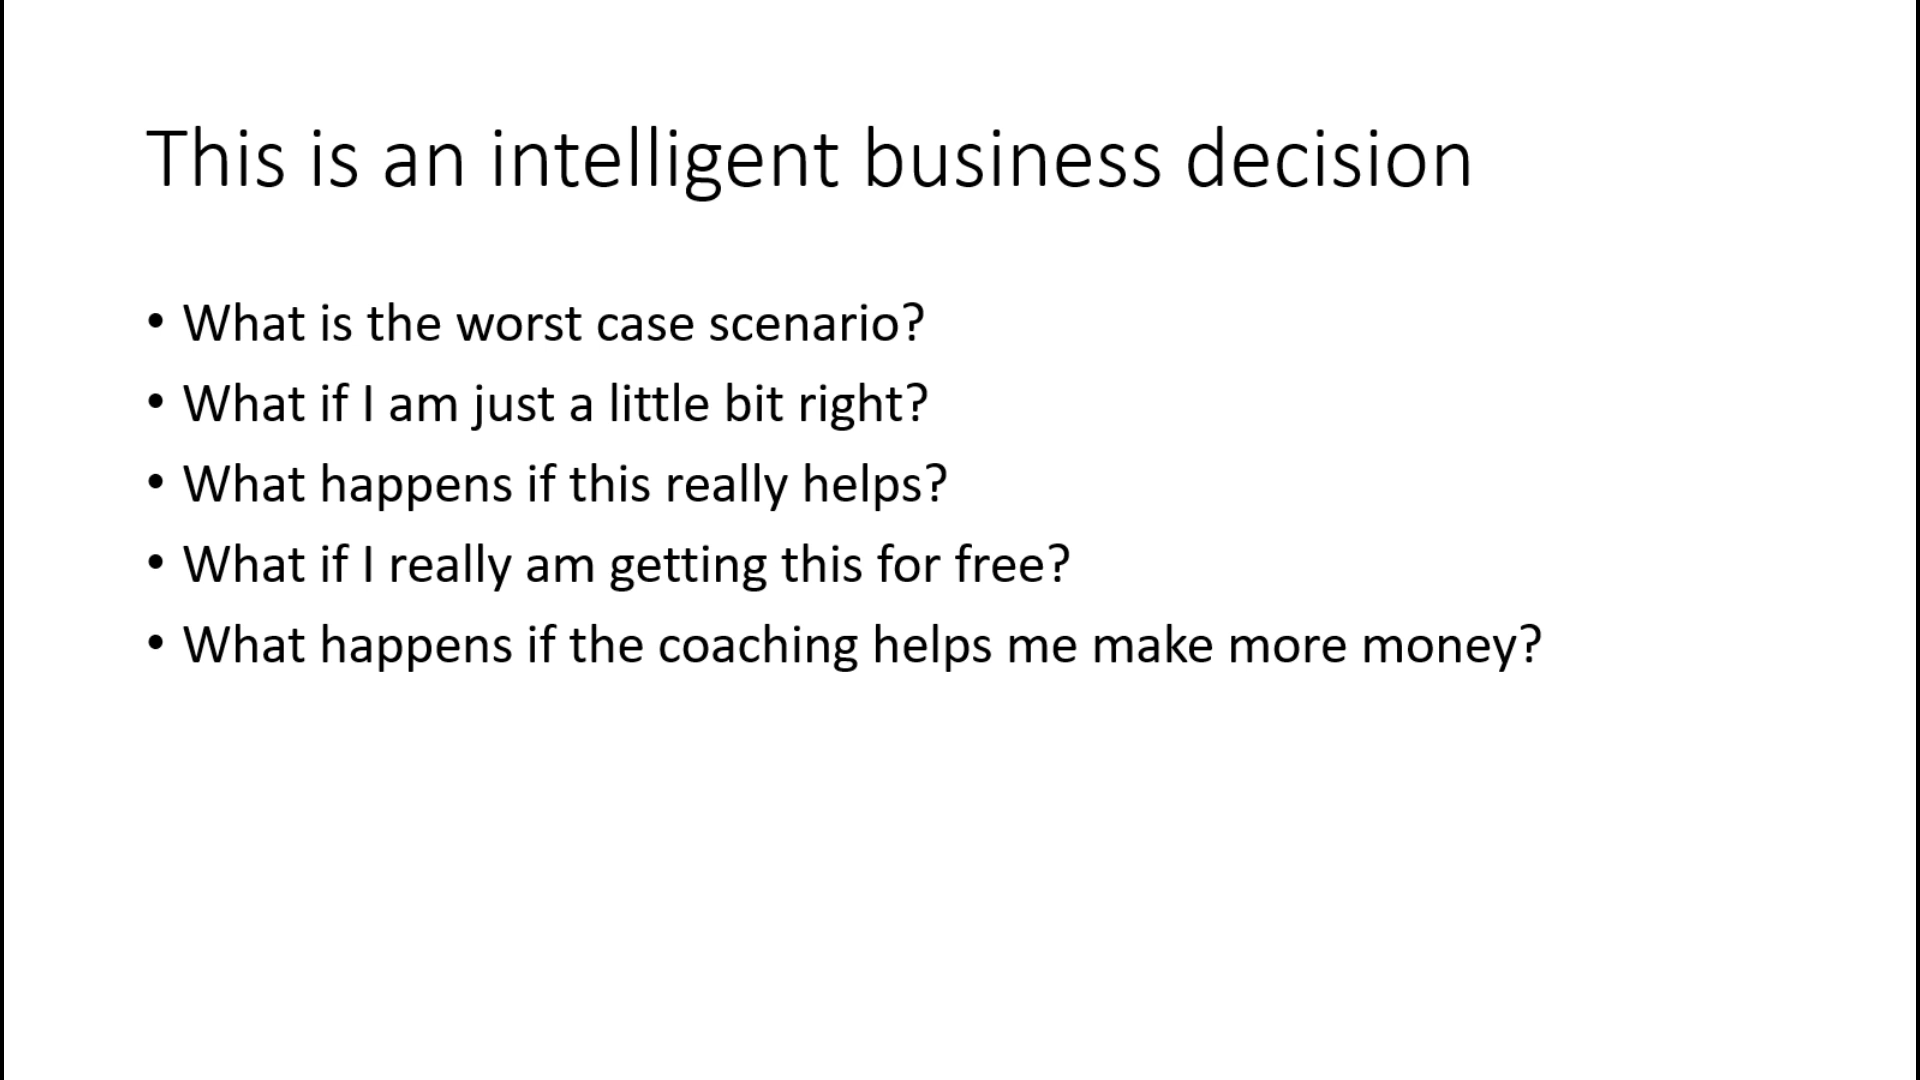 This is an intelligent business decision
• What is the worst case scenario?
• What if I am just a little bit right?
• What happens if this really helps?
• What if I really am getting this for free?
• What happens if the coaching helps me make more money?